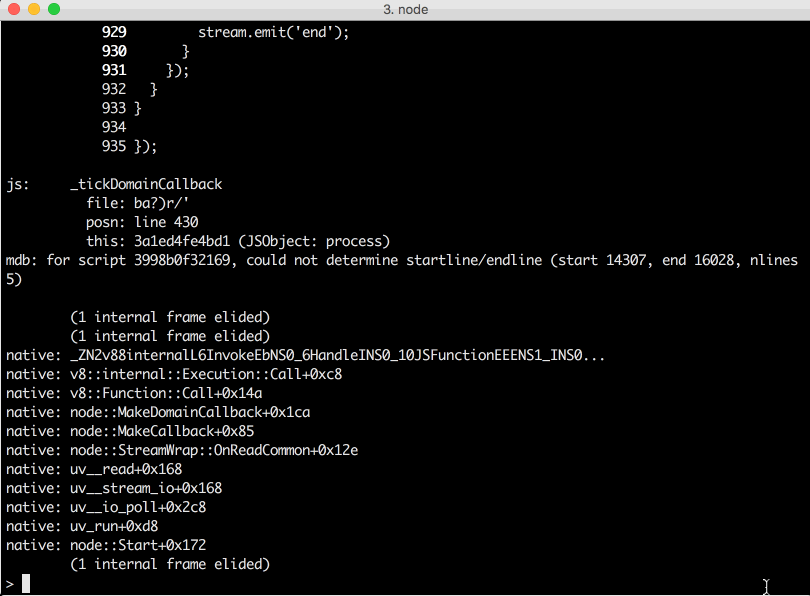 3. node
929         stream.emit('end');
930       }
931     });
932   }
933 }
934
935 });
js:     _tickDomainCallback
file: ba?)r/'
posn: line 430
this: 3a1ed4fe4bd1 (JSObject: process)
mdb: for script 3998b0f32169, could not determine startline/endline (start 14307, end 16028, nlines
5)
(1 internal frame elided)
(1 internal frame elided)
native: _ZN2v88internalL6InvokeEbNS0_6HandleINS0_10JSFunctionEEENS1_INS0...
native: v8::internal::Execution::Call+0xc8
native: v8::Function::Call+0x14a
native: node::MakeDomainCallback+0x1ca
native: node::MakeCallback+0x85
native: node::StreamWrap::OnReadCommon+0x12e
native: uv__read+0x168
native: uv__stream_io+0x168
native: uv__io_poll+0x2c8
native: uv_run+0xd8
native: node::Start+0x172
(1 internal frame elided)
>